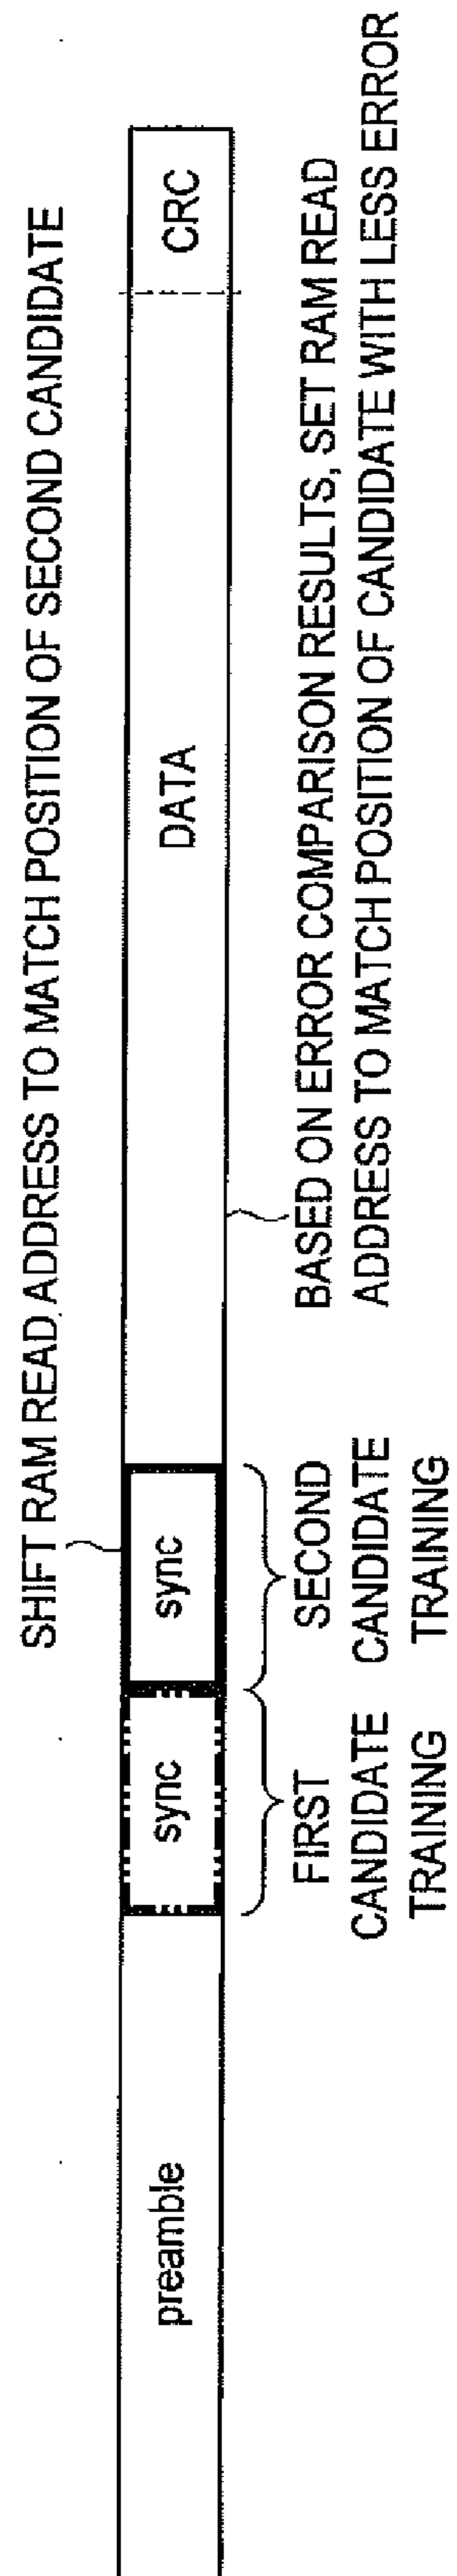 SHIFT RAM READ ADDRESS TO MATCH POSITION OF SECOND CANDIDATE
preamble
sync
sync
DATA
CRC
FIRST
CANDIDATE
TRAINING
SECOND
CANDIDATE
TRAINING
BASED ON ERROR COMPARISON RESULTS, SET RAM READ
ADDRESS TO MATCH POSITION OF CANDIDATE WITH LESS ERROR